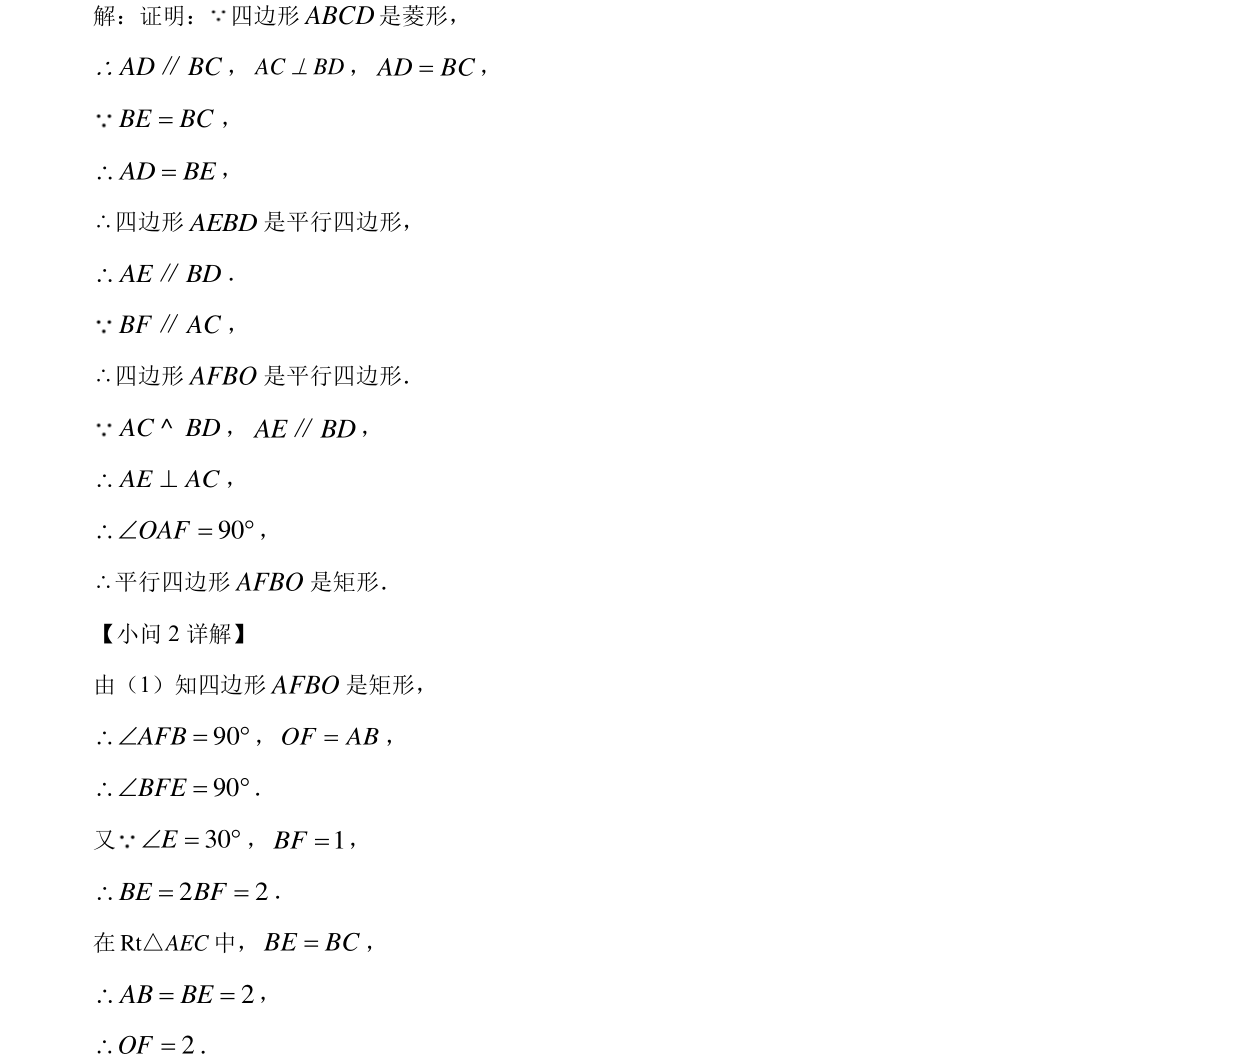 解：证明：∵四边形ABCD是菱形，
∴AD∥BC，AC⊥BD，AD=BC，
∵BE=BC，
∴AD=BE，
∴四边形AEBD是平行四边形，
∴AE∥BD．
∵BF∥AC，
∴四边形AFBO是平行四边形．
∵AC^ BD，AE∥BD，
∴AE⊥AC，
∴∠OAF=90°，
∴平行四边形AFBO是矩形．
【小问2详解】
由（1）知四边形AFBO是矩形，
∴∠AFB=90°，OF=AB，
∴∠BFE=90°．
又∵∠E=30°，BF=1，
∴BE=2BF=2．
在Rt△AEC中，BE=BC，
∴AB=BE=2，
∴OF=2．